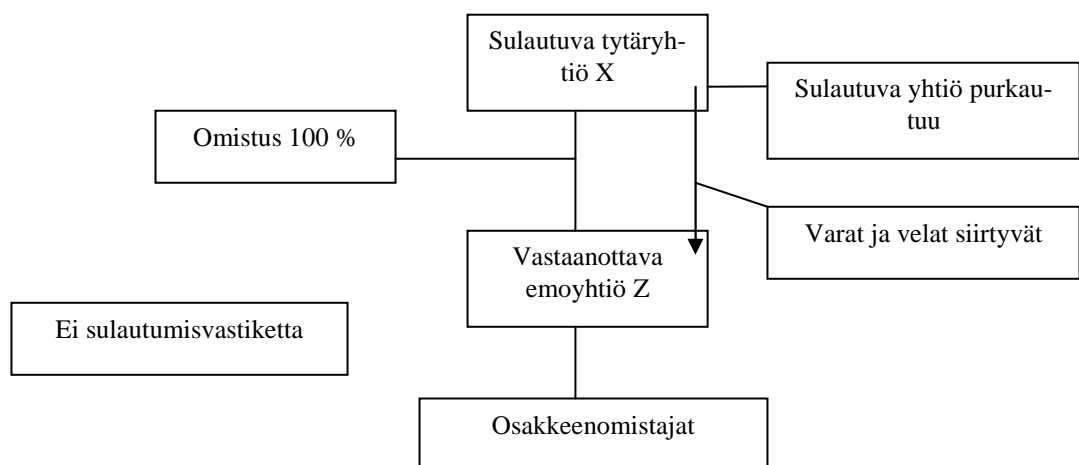 Sulautuva tytäryh-
tiö X
Sulautuva yhtiö purkau-
tuu
Omistus 100 %
Varat ja velat siirtyvät
Vastaanottava
emoyhtiö Z
Ei sulautumisvastiketta
Osakkeenomistajat